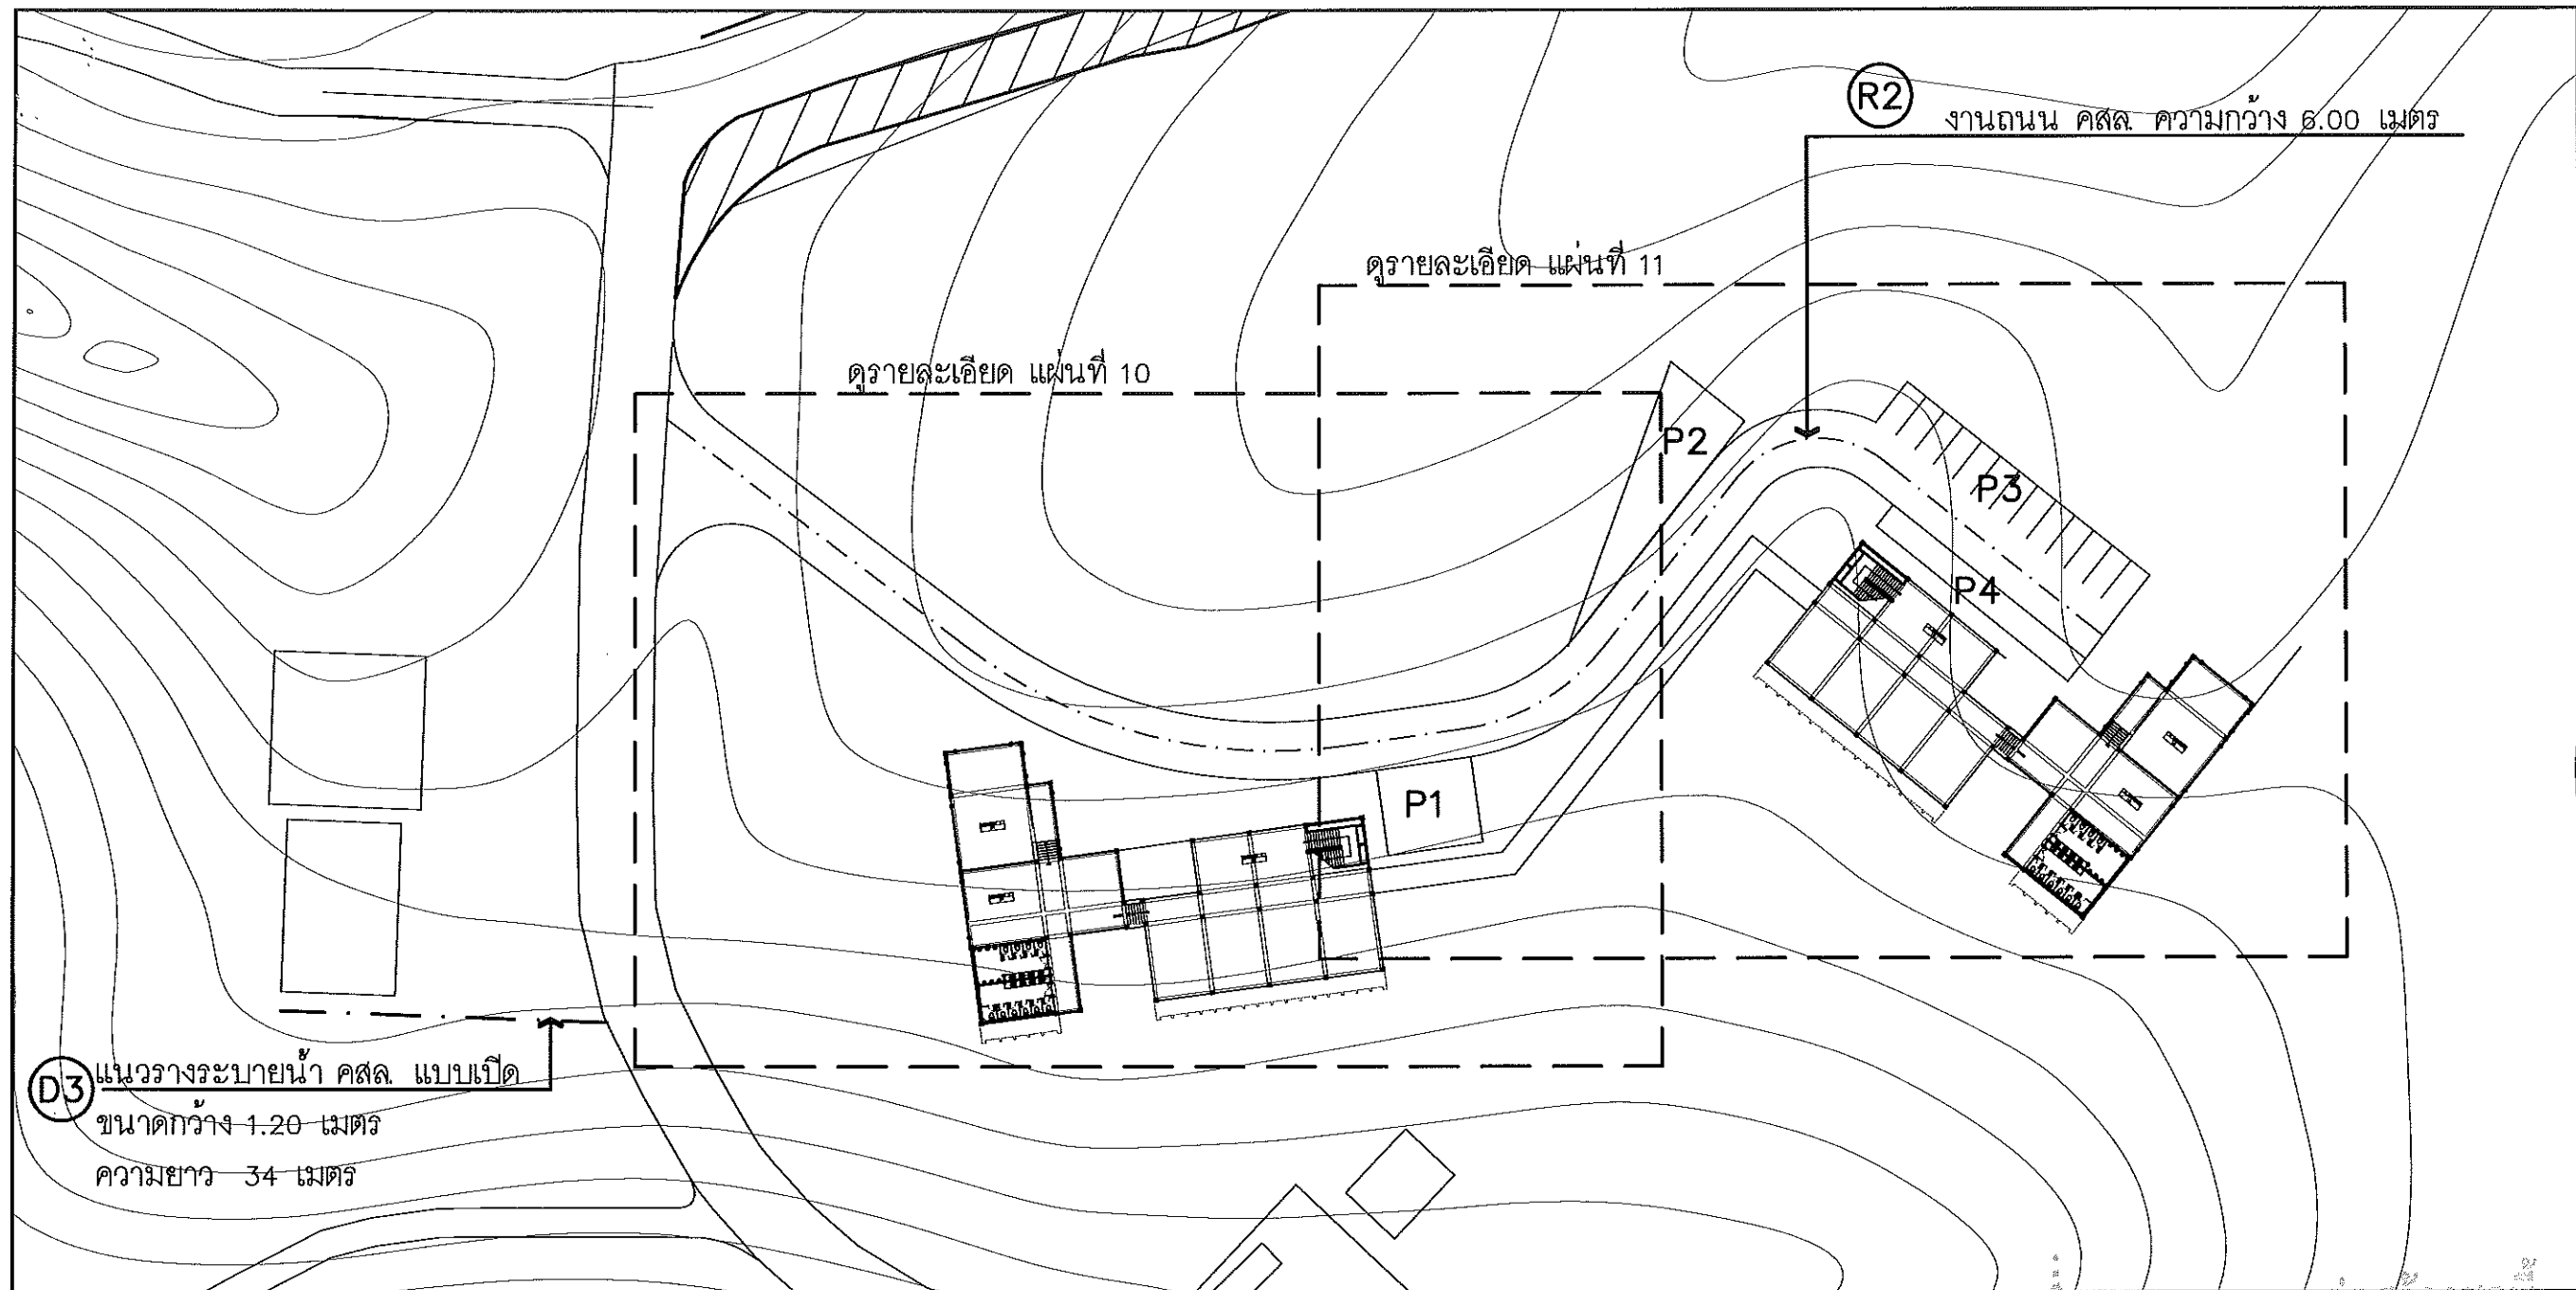 R2
งานถนน คสล. ความกว้าง 6.00 เมตร
ดูรายละเอียด แผ่นที่ 11
ดูรายละเอียด แผ่นที่ 10
P2
P3
P4
P1
D3 แนวรางระบายน้ำ คสล. แบบเปิด
ขนาดกว้าง 1.20 เมตร
ความยาว 34 เมตร